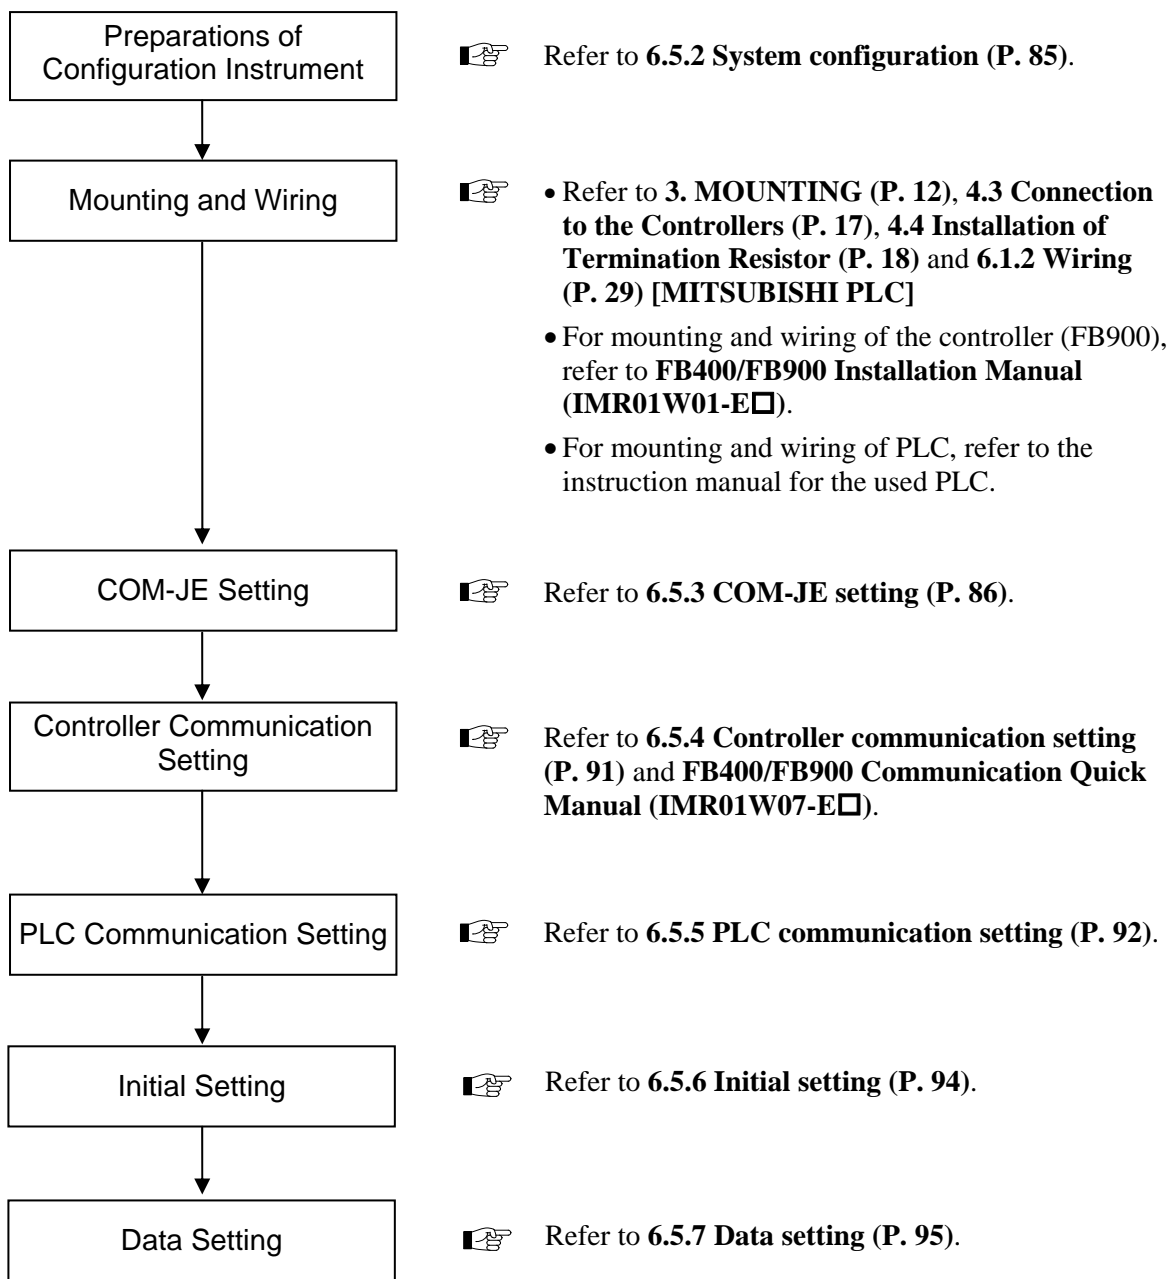 Preparations of
Configuration Instrument
Refer to 6.5.2 System configuration (P. 85).
Mounting and Wiring
• Refer to 3. MOUNTING (P. 12), 4.3 Connection
to the Controllers (P. 17), 4.4 Installation of
Termination Resistor (P. 18) and 6.1.2 Wiring
(P. 29) [MITSUBISHI PLC]
• For mounting and wiring of the controller (FB900),
refer to FB400/FB900 Installation Manual
(IMR01W01-E□).
• For mounting and wiring of PLC, refer to the
instruction manual for the used PLC.
COM-JE Setting
Refer to 6.5.3 COM-JE setting (P. 86).
Controller Communication
Setting
Refer to 6.5.4 Controller communication setting
(P. 91) and FB400/FB900 Communication Quick
Manual (IMR01W07-E□).
PLC Communication Setting
Refer to 6.5.5 PLC communication setting (P. 92).
Initial Setting
Refer to 6.5.6 Initial setting (P. 94).
Data Setting
Refer to 6.5.7 Data setting (P. 95).